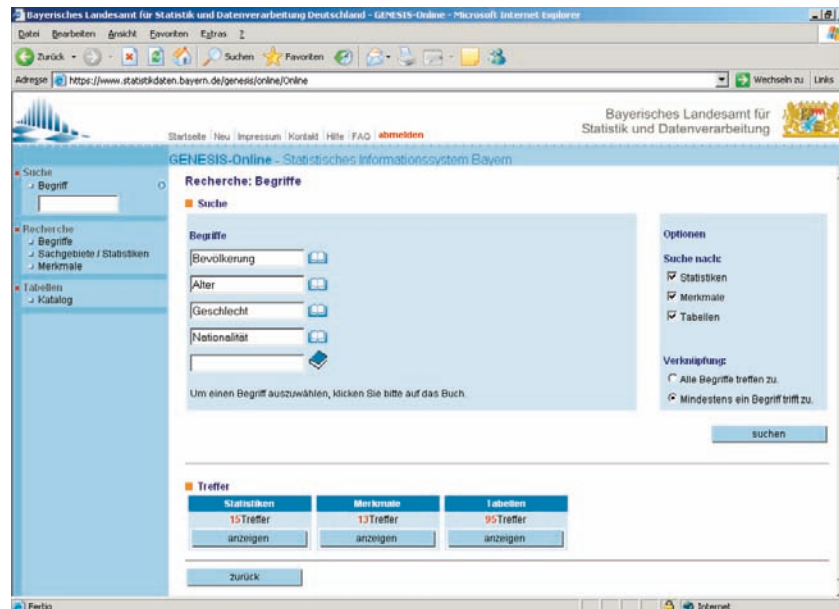 Bayerisches Landesamt für Statistik und Datenverarbeitung Deutschland - GENESIS-Online - Microsoft Internet Explorer
Datei Bearbeiten Ansicht Favoriten Extras ?
Zurück Suchen Favoriten
Adresse https://www.statistikdaten.bayern.de/genesis/online/Online Wechseln zu Links
Bayerisches Landesamt für
Statistik und Datenverarbeitung
Startseite | Neu | Impressum | Kontakt | Hilfe | FAQ | abmelden
GENESIS-Online - Statistisches Informationssystem Bayern
Suche
Begriff
Recherche
Begriffe
Sachgebiete / Statistiken
Merkmale
Tabellen
Katalog
Recherche: Begriffe
Suche
Begriffe
Bevölkerung
Alter
Geschlecht
Nationalität
Um einen Begriff auszuwählen, klicken Sie bitte auf das Buch.
Optionen
Suche nach:
Statistiken
Merkmale
Tabellen
Verknüpfung:
Alle Begriffe treffen zu.
Mindestens ein Begriff trifft zu.
suchen
Treffer
Statistiken Merkmale Tabellen
15Treffer 13Treffer 95Treffer
anzeigen anzeigen anzeigen
zurück
Fertig Internet